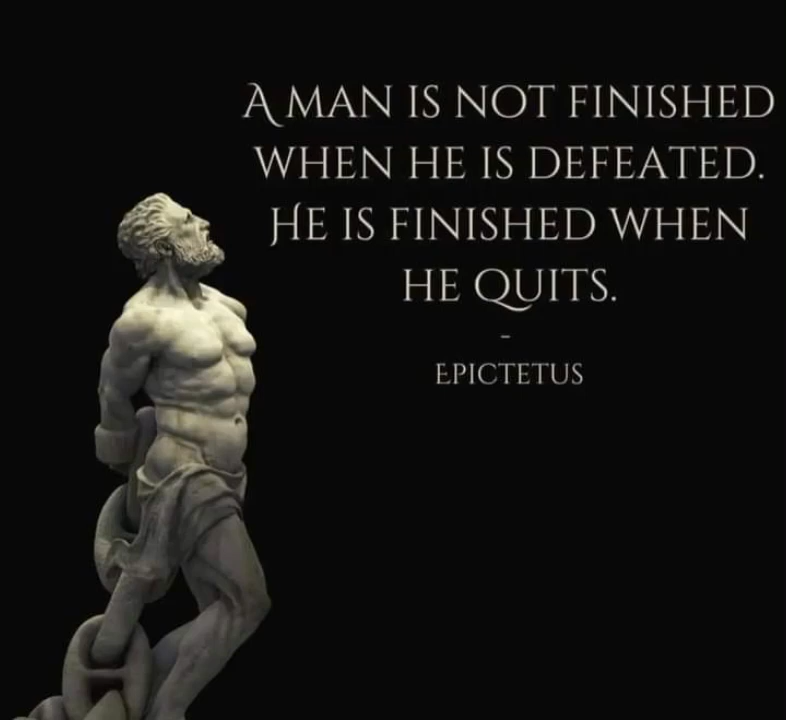 A MAN IS NOT FINISHED
WHEN HE IS DEFEATED.
HE IS FINISHED WHEN
HE QUITS.
-
EPICTETUS